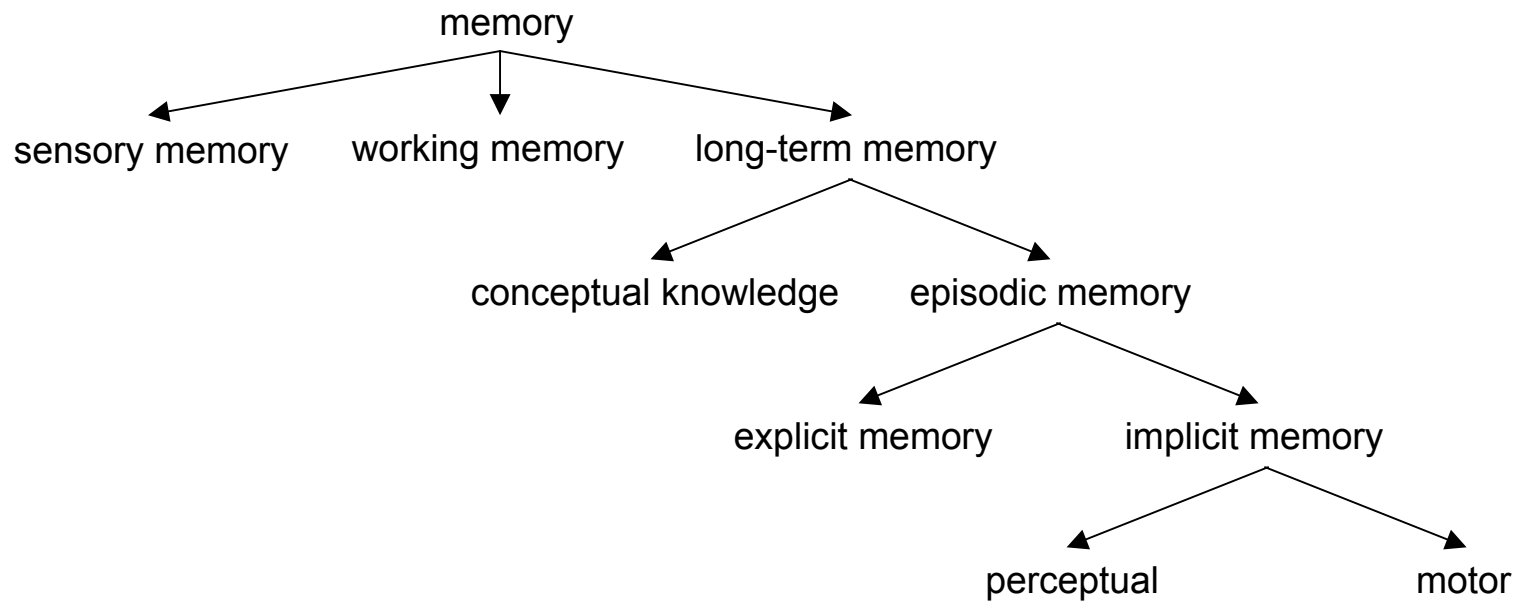 memory
sensory memory
working memory
long-term memory
conceptual knowledge
episodic memory
explicit memory
implicit memory
perceptual
motor